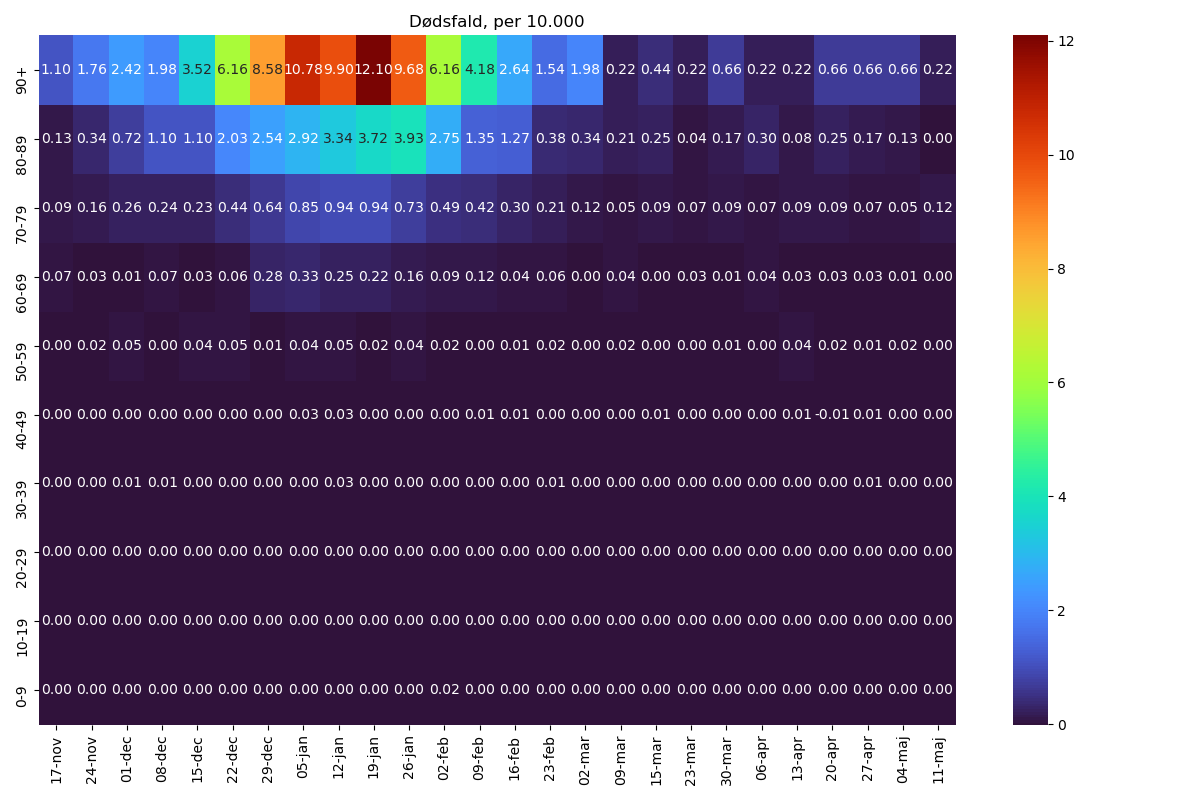 Dødsfald, per 10.000
90+ 1.10 1.76 2.42 1.98 3.52 6.16 8.58 10.78 9.90 12.10 9.68 6.16 4.18 2.64 1.54 1.98 0.22 0.44 0.22 0.66 0.22 0.22 0.66 0.66 0.66 0.22
80-89 0.13 0.34 0.72 1.10 1.10 2.03 2.54 2.92 3.34 3.72 3.93 2.75 1.35 1.27 0.38 0.34 0.21 0.25 0.04 0.17 0.30 0.08 0.25 0.17 0.13 0.00
70-79 0.09 0.16 0.26 0.24 0.23 0.44 0.64 0.85 0.94 0.94 0.73 0.49 0.42 0.30 0.21 0.12 0.05 0.09 0.07 0.09 0.07 0.09 0.09 0.07 0.05 0.12
60-69 0.07 0.03 0.01 0.07 0.03 0.06 0.28 0.33 0.25 0.22 0.16 0.09 0.12 0.04 0.06 0.00 0.04 0.00 0.03 0.01 0.04 0.03 0.03 0.03 0.01 0.00
50-59 0.00 0.02 0.05 0.00 0.04 0.05 0.01 0.04 0.05 0.02 0.04 0.02 0.00 0.01 0.02 0.00 0.02 0.00 0.00 0.01 0.00 0.04 0.02 0.01 0.02 0.00
40-49 0.00 0.00 0.00 0.00 0.00 0.00 0.00 0.03 0.03 0.00 0.00 0.00 0.01 0.01 0.00 0.00 0.00 0.01 0.00 0.00 0.00 0.01 -0.01 0.01 0.00 0.00
30-39 0.00 0.00 0.01 0.01 0.00 0.00 0.00 0.00 0.03 0.00 0.00 0.00 0.00 0.00 0.01 0.00 0.00 0.00 0.00 0.00 0.00 0.00 0.00 0.01 0.00 0.00
20-29 0.00 0.00 0.00 0.00 0.00 0.00 0.00 0.00 0.00 0.00 0.00 0.00 0.00 0.00 0.00 0.00 0.00 0.00 0.00 0.00 0.00 0.00 0.00 0.00 0.00 0.00
10-19 0.00 0.00 0.00 0.00 0.00 0.00 0.00 0.00 0.00 0.00 0.00 0.00 0.00 0.00 0.00 0.00 0.00 0.00 0.00 0.00 0.00 0.00 0.00 0.00 0.00 0.00
0-9 0.00 0.00 0.00 0.00 0.00 0.00 0.00 0.00 0.00 0.00 0.00 0.02 0.00 0.00 0.00 0.00 0.00 0.00 0.00 0.00 0.00 0.00 0.00 0.00 0.00 0.00
17-nov 24-nov 01-dec 08-dec 15-dec 22-dec 29-dec 05-jan 12-jan 19-jan 26-jan 02-feb 09-feb 16-feb 23-feb 02-mar 09-mar 15-mar 23-mar 30-mar 06-apr 13-apr 20-apr 27-apr 04-maj 11-maj
12
10
8
6
4
2
0